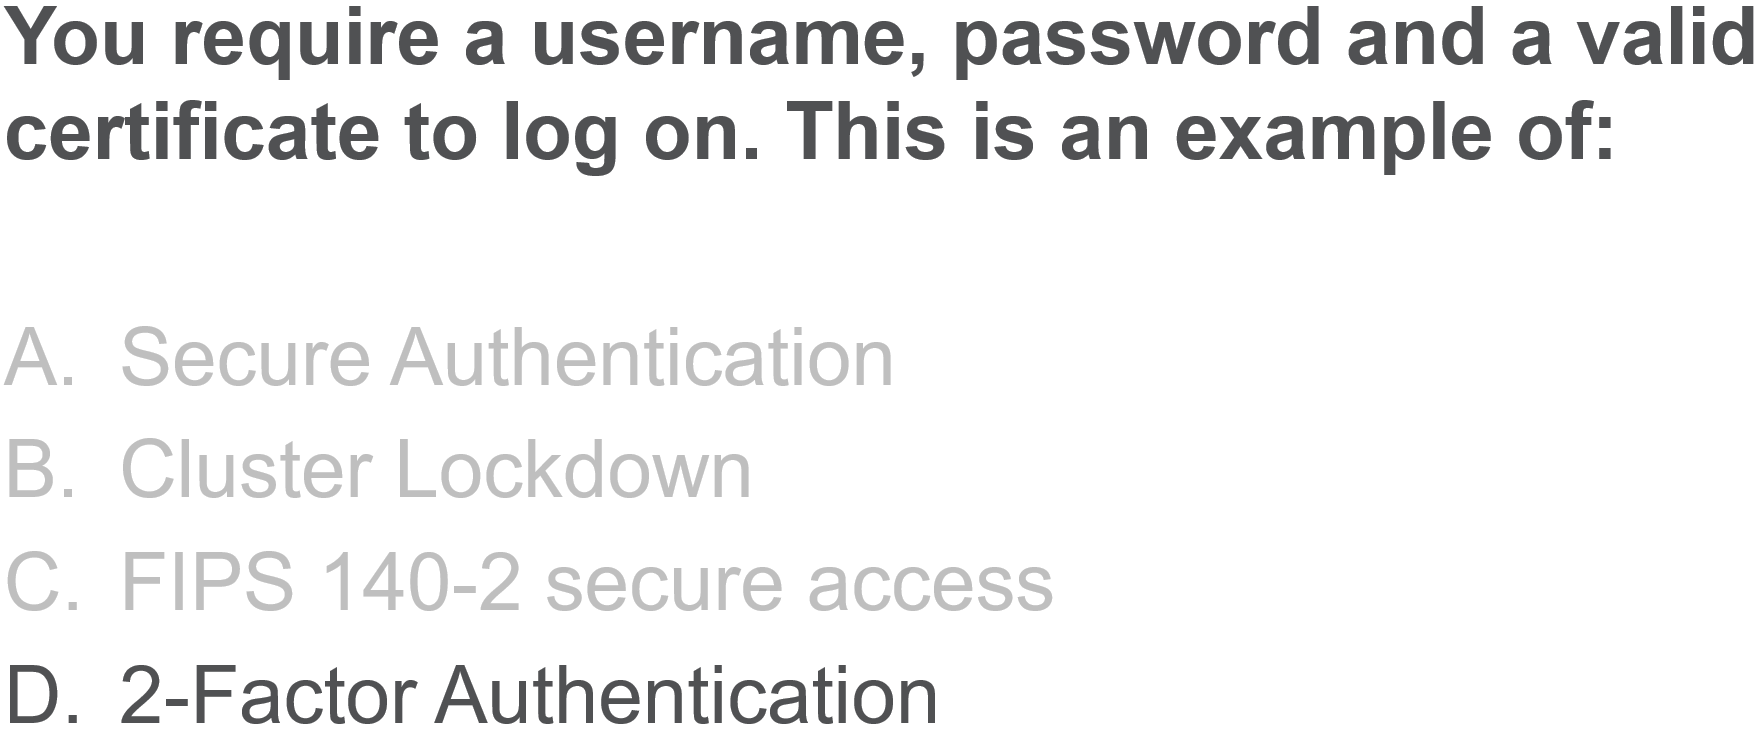 You require a username, password and a valid
certificate to log on. This is an example of:
A. Secure Authentication
B. Cluster Lockdown
C. FIPS 140-2 secure access
D. 2-Factor Authentication